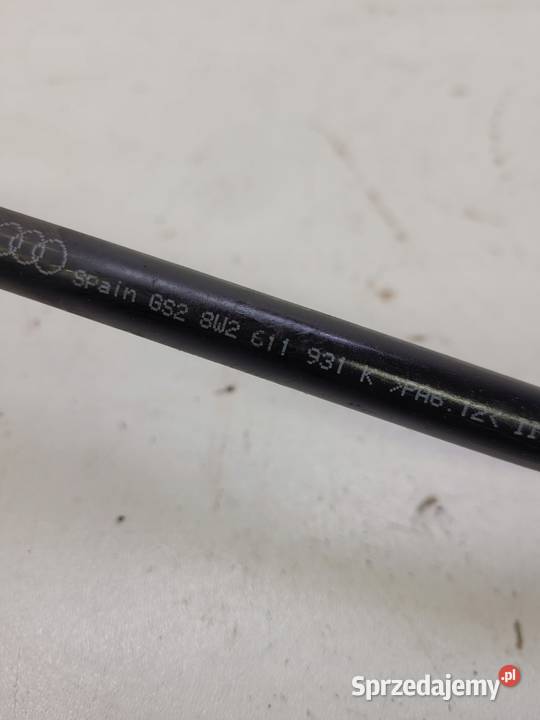 Spain GS2 8W2 611 931 K >PA6.12<
Sprzedajemy.pl